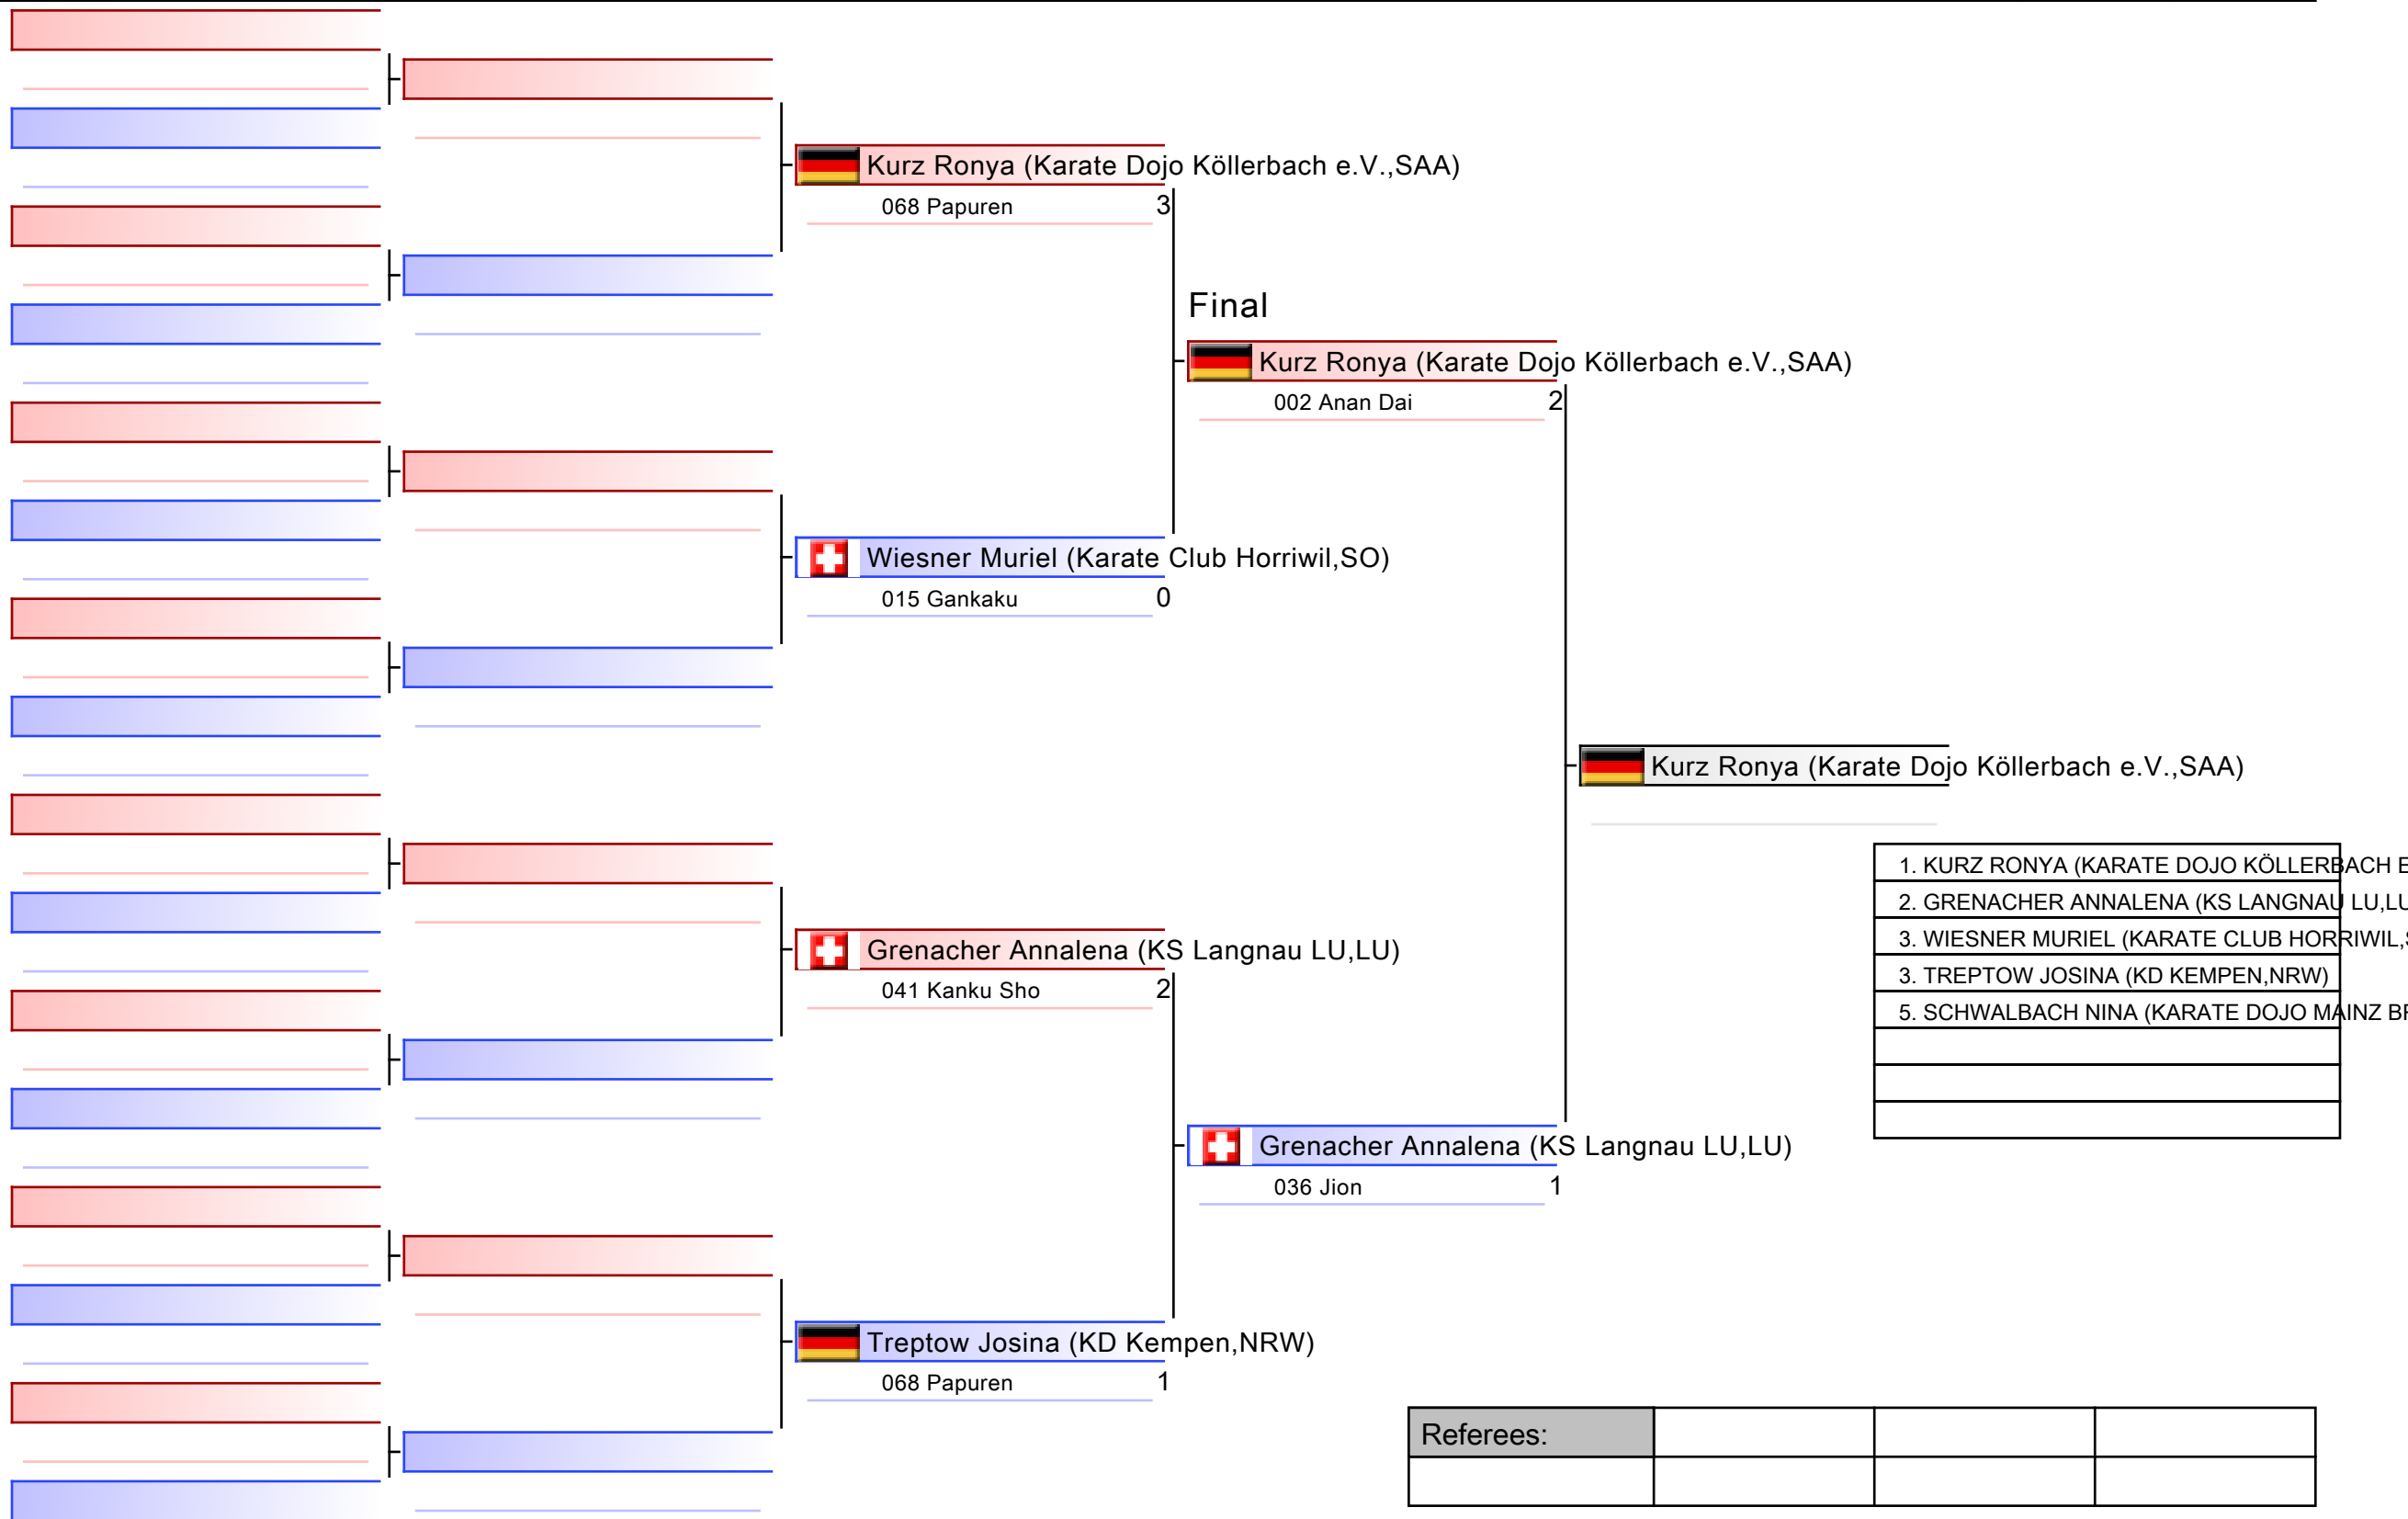 Kurz Ronya (Karate Dojo Köllerbach e.V.,SAA)
068 Papuren 3
Final
Kurz Ronya (Karate Dojo Köllerbach e.V.,SAA)
002 Anan Dai 2
Wiesner Muriel (Karate Club Horriwil,SO)
015 Gankaku 0
Kurz Ronya (Karate Dojo Köllerbach e.V.,SAA)
1. KURZ RONYA (KARATE DOJO KÖLLERBACH E
2. GRENACHER ANNALENA (KS LANGNAU LU,LU
3. WIESNER MURIEL (KARATE CLUB HORRIWIL,S
3. TREPTOW JOSINA (KD KEMPEN,NRW)
5. SCHWALBACH NINA (KARATE DOJO MAINZ BR
Grenacher Annalena (KS Langnau LU,LU)
041 Kanku Sho 2
Grenacher Annalena (KS Langnau LU,LU)
036 Jion 1
Treptow Josina (KD Kempen,NRW)
068 Papuren 1
Referees: